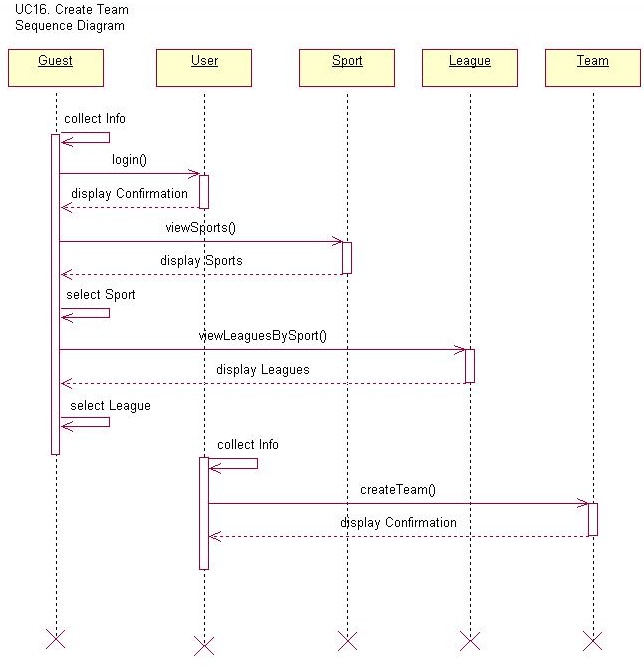 UC16. Create Team
Sequence Diagram
Guest
User
Sport
League
Team
collect Info
login()
display Confirmation
viewSports()
display Sports
select Sport
viewLeaguesBySport()
display Leagues
select League
collect Info
createTeam()
display Confirmation